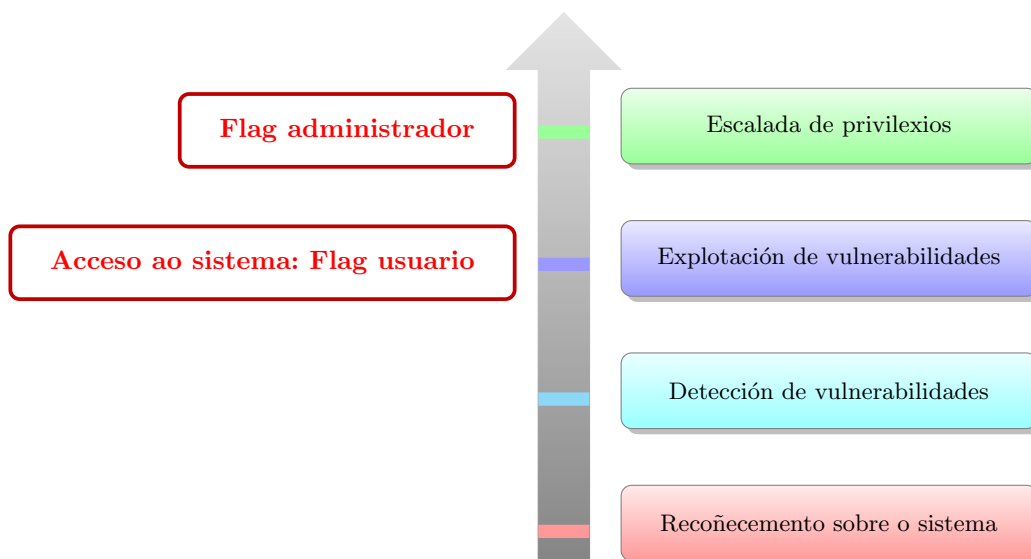 Flag administrador
Escalada de privilexios
Acceso ao sistema: Flag usuario
Explotación de vulnerabilidades
Detección de vulnerabilidades
Recoñecemento sobre o sistema